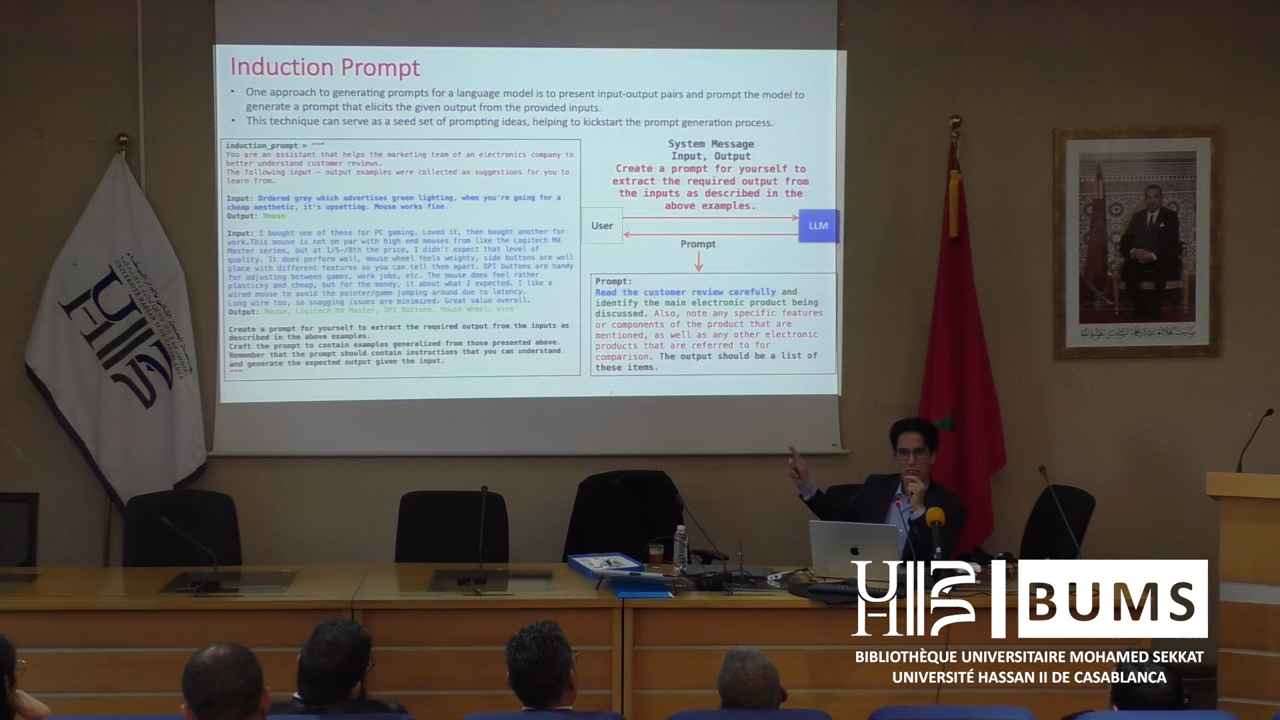 Induction Prompt
• One approach to generating prompts for a language model is to present input-output pairs and prompt the model to
generate a prompt that elicits the given output from the provided inputs.
• This technique can serve as a seed set of prompting ideas, helping to kickstart the prompt generation process.
induction_prompt = """
You are an assistant that helps the marketing team of an electronics company to
better understand customer reviews.
The following input – output examples were collected as suggestions for you to
learn from.
Input: Ordered grey which advertises green lighting, when you're going for a
cheap aesthetic, it's upsetting. Mouse works fine.
Output: Mouse
Input: I bought one of these for PC gaming. Loved it, then bought another for
work.This mouse is not on par with high end mouses from like the Logitech MX
Master series, but at 1/5-/8th the price, I didn't expect that level of
quality. It does perform well, mouse wheel feels weighty, side buttons are well
place with different textures so you can tell them apart. DPI buttons are handy
for adjusting between games, work jobs, etc. The mouse does feel rather
plasticky and cheap, but for the money, it about what I expected. I like a
wired mouse to avoid the pointer/game jumping around due to latency.
Long wire too, so snagging issues are minimized. Great value overall.
Output: Mouse, Logitech MX Master, DPI Buttons, Mouse Wheel, Wire
Create a prompt for yourself to extract the required output from the inputs as
described in the above examples.
Craft the prompt to contain examples generalized from those presented above.
Remember that the prompt should contain instructions that you can understand
and generate the expected output given the input.
"""
System Message
Input, Output
Create a prompt for yourself to
extract the required output from
the inputs as described in the
above examples.
User
LLM
Prompt
Prompt:
Read the customer review carefully and
identify the main electronic product being
discussed. Also, note any specific features
or components of the product that are
mentioned, as well as any other electronic
products that are referred to for
comparison. The output should be a list of
these items.
BUMS
BIBLIOTHÈQUE UNIVERSITAIRE MOHAMED SEKKAT
UNIVERSITÉ HASSAN II DE CASABLANCA